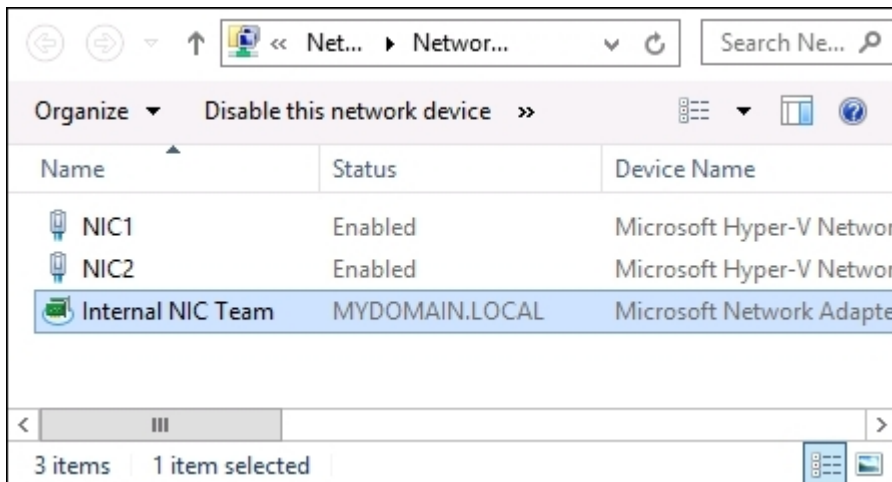 « Net... Networ... Search Ne...
Organize Disable this network device »
Name Status Device Name
NIC1 Enabled Microsoft Hyper-V Networ
NIC2 Enabled Microsoft Hyper-V Networ
Internal NIC Team MYDOMAIN.LOCAL Microsoft Network Adapte
3 items 1 item selected